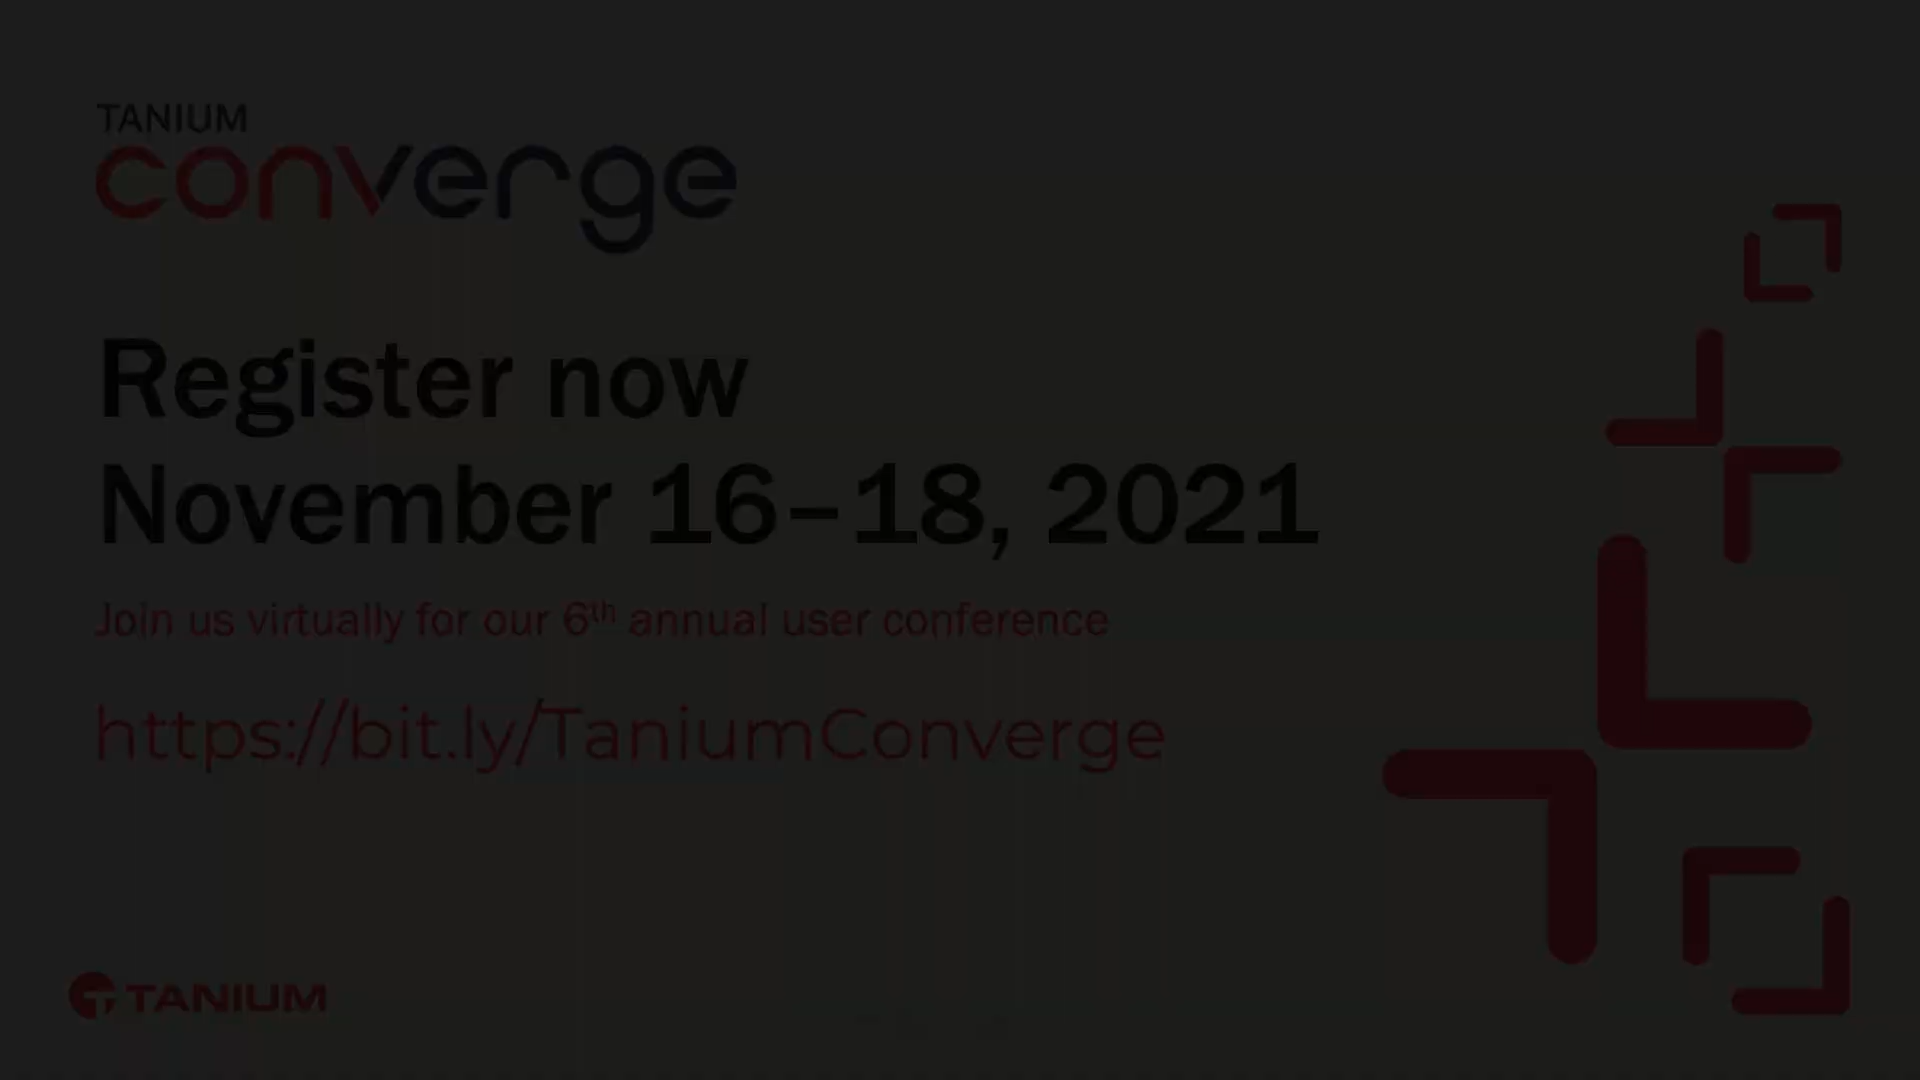 TANIUM
converge
Register now
November 16–18, 2021
Join us virtually for our 6th annual user conference
https://bit.ly/TaniumConverge
TANIUM